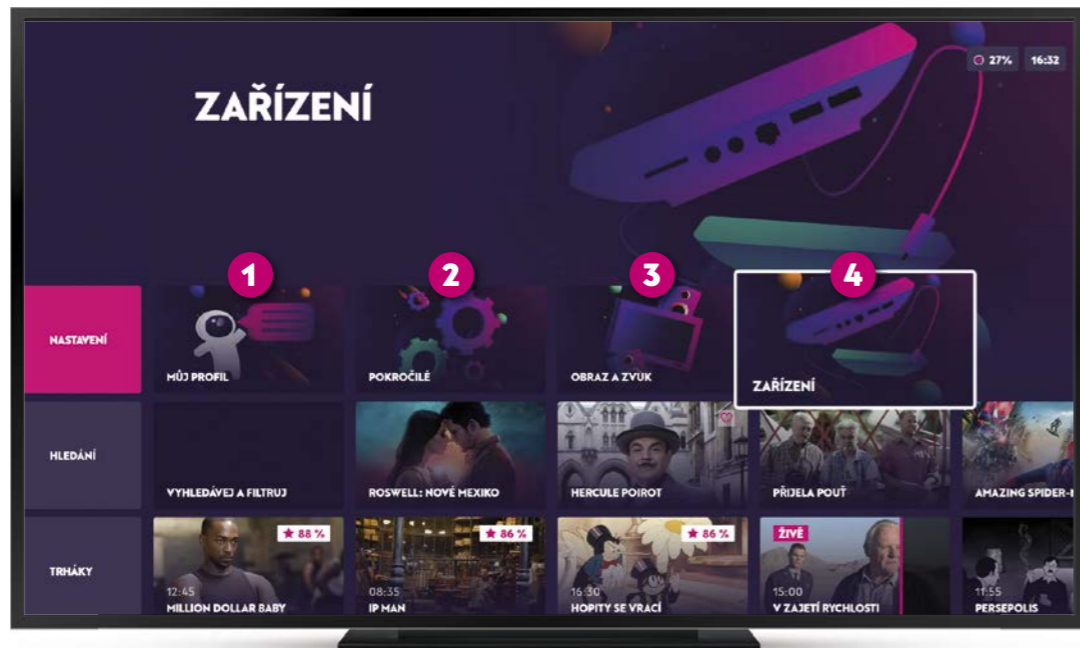 ZAŘÍZENÍ
27% 16:32
1 2 3 4
NASTAVENÍ
MŮJ PROFIL
POKROČILÉ
OBRAZ A ZVUK
ZAŘÍZENÍ
HLEDÁNÍ
VYHLEDÁVEJ A FILTRUJ
ROSWELL: NOVÉ MEXIKO
HERCULE POIROT
PŘIJELA POUŤ
AMAZING SPIDER-
TRHÁKY
88 %
12:45
MILLION DOLLAR BABY
86 %
08:35
IP MAN
86 %
16:30
HOPITY SE VRACÍ
ŽIVĚ
15:00
V ZAJETÍ RYCHLOSTI
11:55
PERSEPOLIS